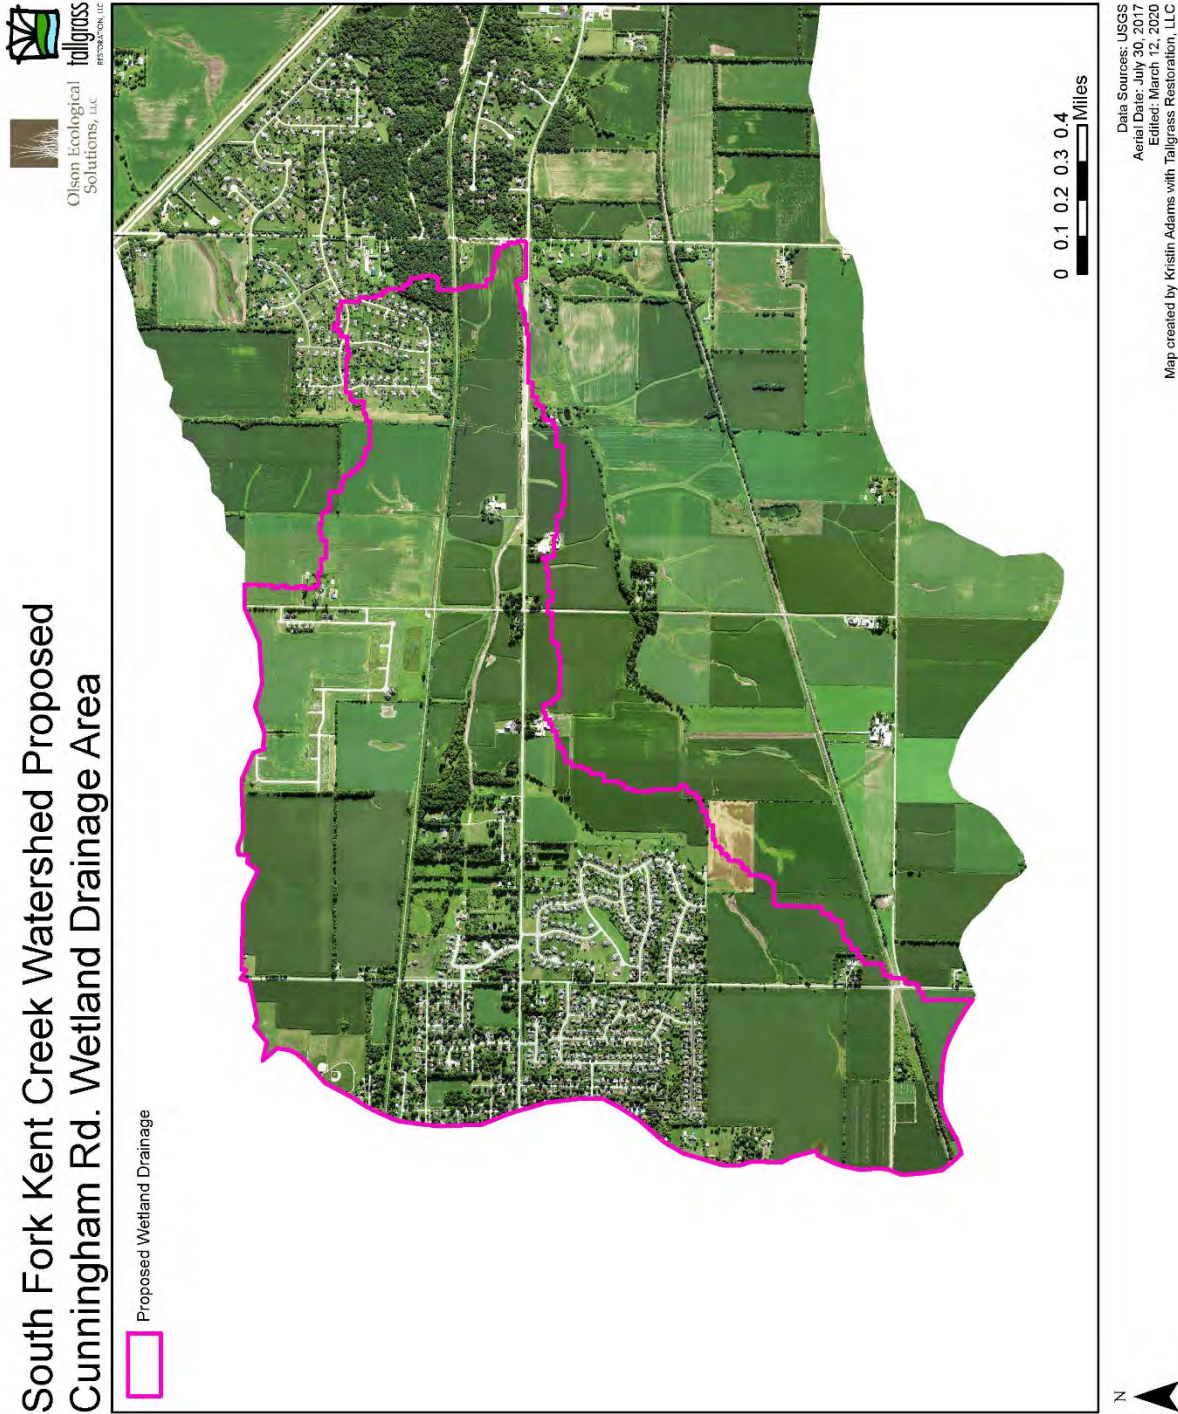 South Fork Kent Creek Watershed Proposed
Cunningham Rd. Wetland Drainage Area
Olson Ecological
Solutions, LLC
tallgrass
RESTORATION, LLC
Proposed Wetland Drainage
0 0.1 0.2 0.3 0.4
Miles
N
Data Sources: USGS
Aerial Date: July 30, 2017
Edited: March 12, 2020
Map created by Kristin Adams with Tallgrass Restoration, LLC